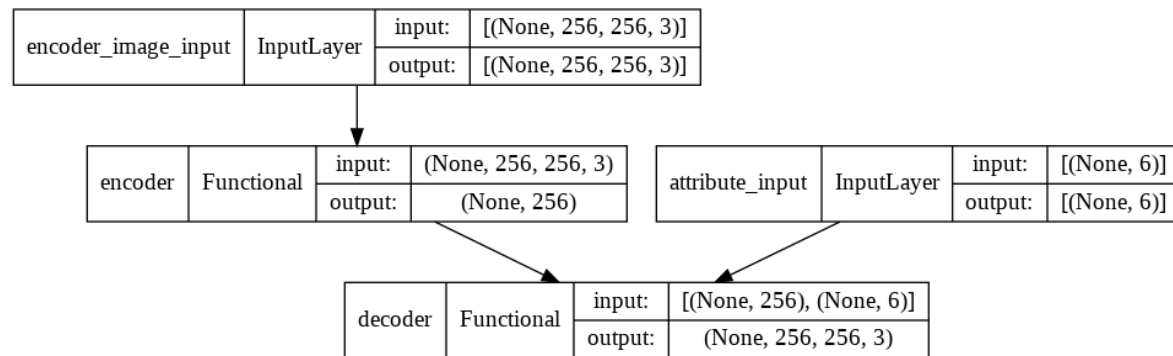 encoder_image_input InputLayer input: [(None, 256, 256, 3)]
output: [(None, 256, 256, 3)]
encoder Functional input: (None, 256, 256, 3)
output: (None, 256)
attribute_input InputLayer input: [(None, 6)]
output: [(None, 6)]
decoder Functional input: [(None, 256), (None, 6)]
output: (None, 256, 256, 3)